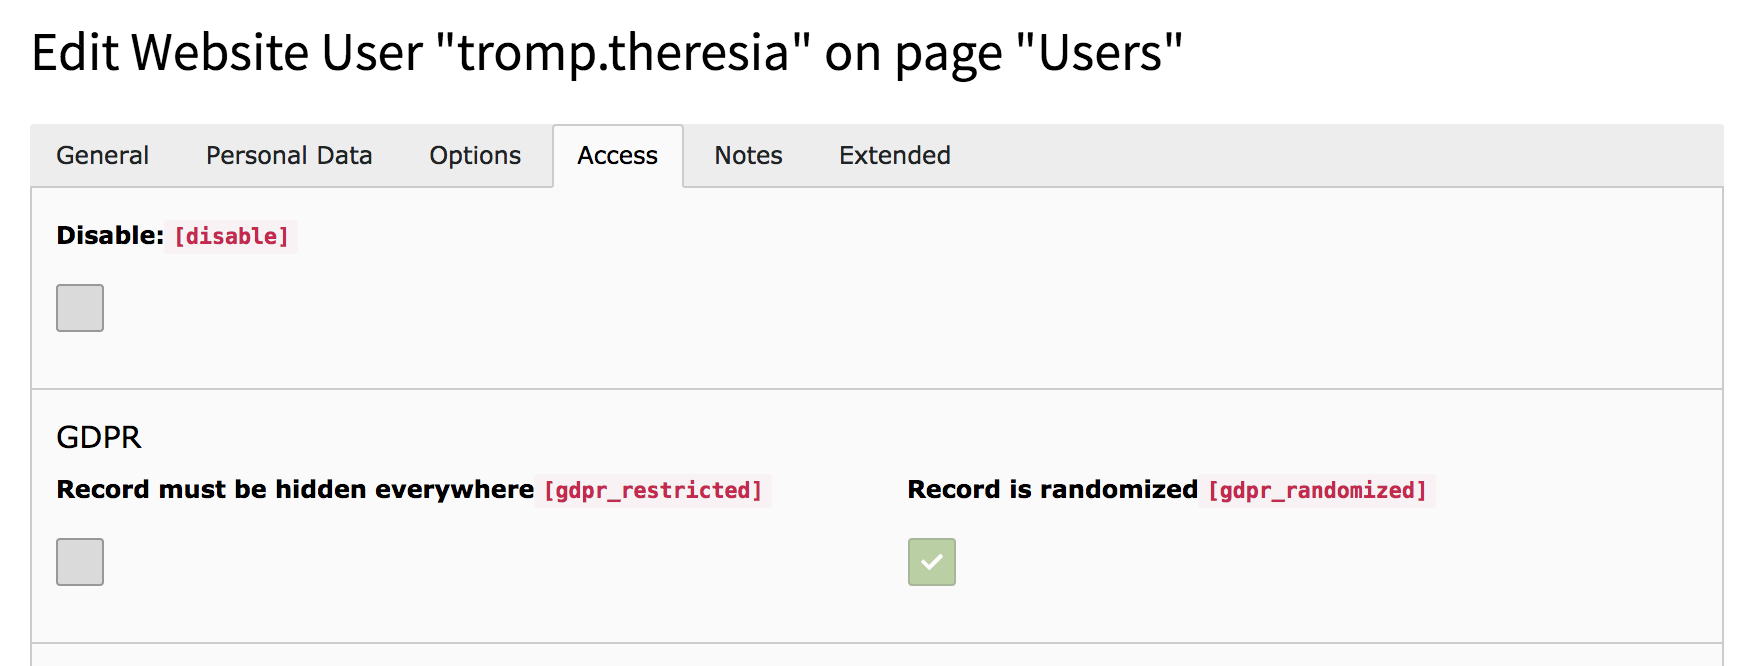 Edit Website User "tromp.theresia" on page "Users"
General Personal Data Options Access Notes Extended
Disable: [disable]
GDPR
Record must be hidden everywhere [gdpr_restricted] Record is randomized [gdpr_randomized]